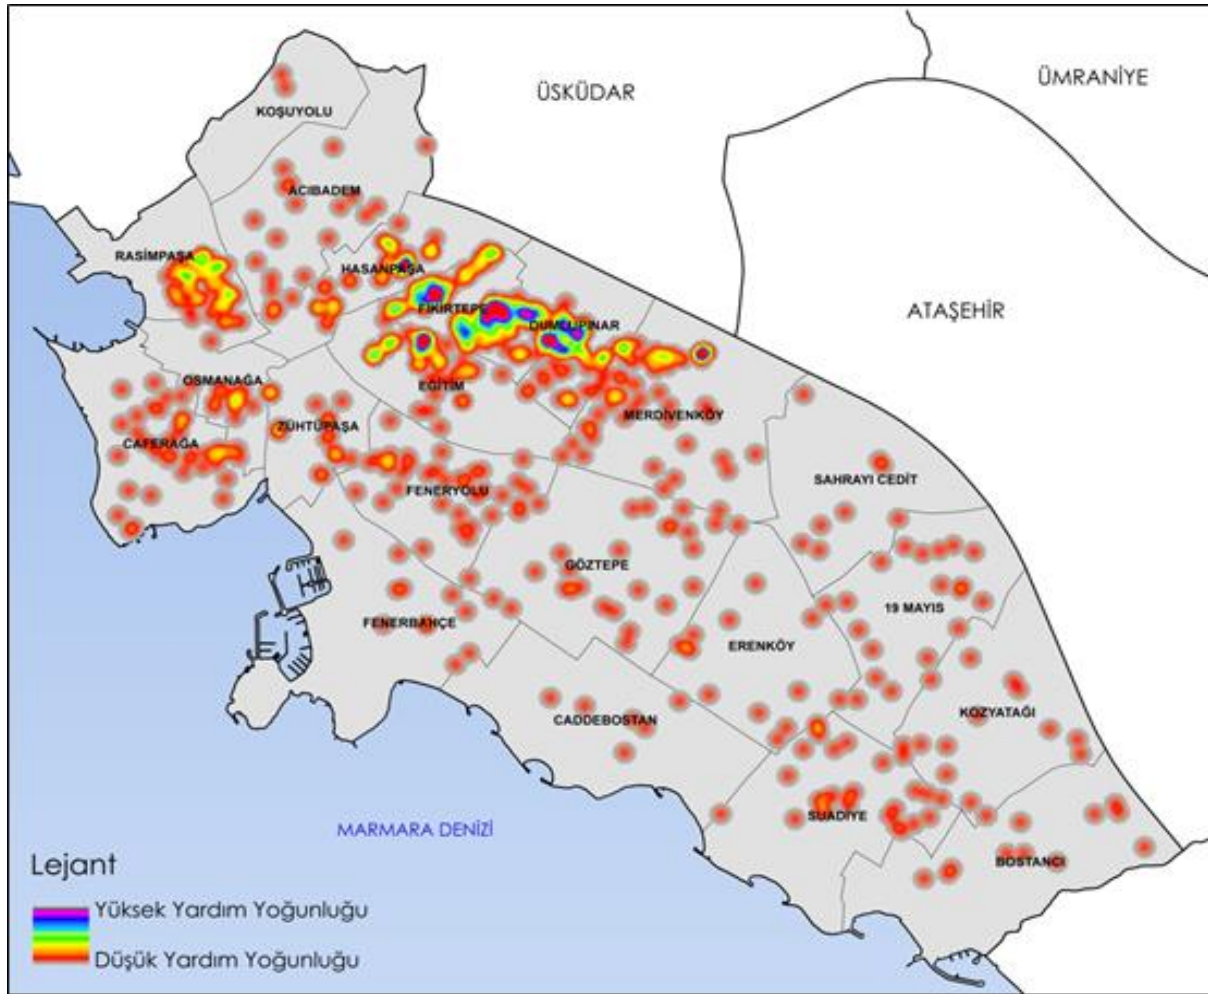 ÜMRANİYE
ÜSKÜDAR
KOŞUYOLU
ACIBADEM
RASİMPAŞA
HASANPAŞA
FİKİRTEPE
ATAŞEHİR
DUMLUPINAR
OSMANAĞA
EĞİTİM
MERDİVENKÖY
ZÜHTÜPAŞA
CAFERAĞA
SAHRAYI CEDİT
FENERYOLU
GÖZTEPE
19 MAYIS
FENERBAHÇE
ERENKÖY
KOZYATAĞI
CADDEBOSTAN
SUADİYE
MARMARA DENİZİ
BOSTANCI
Lejant
Yüksek Yardım Yoğunluğu
Düşük Yardım Yoğunluğu